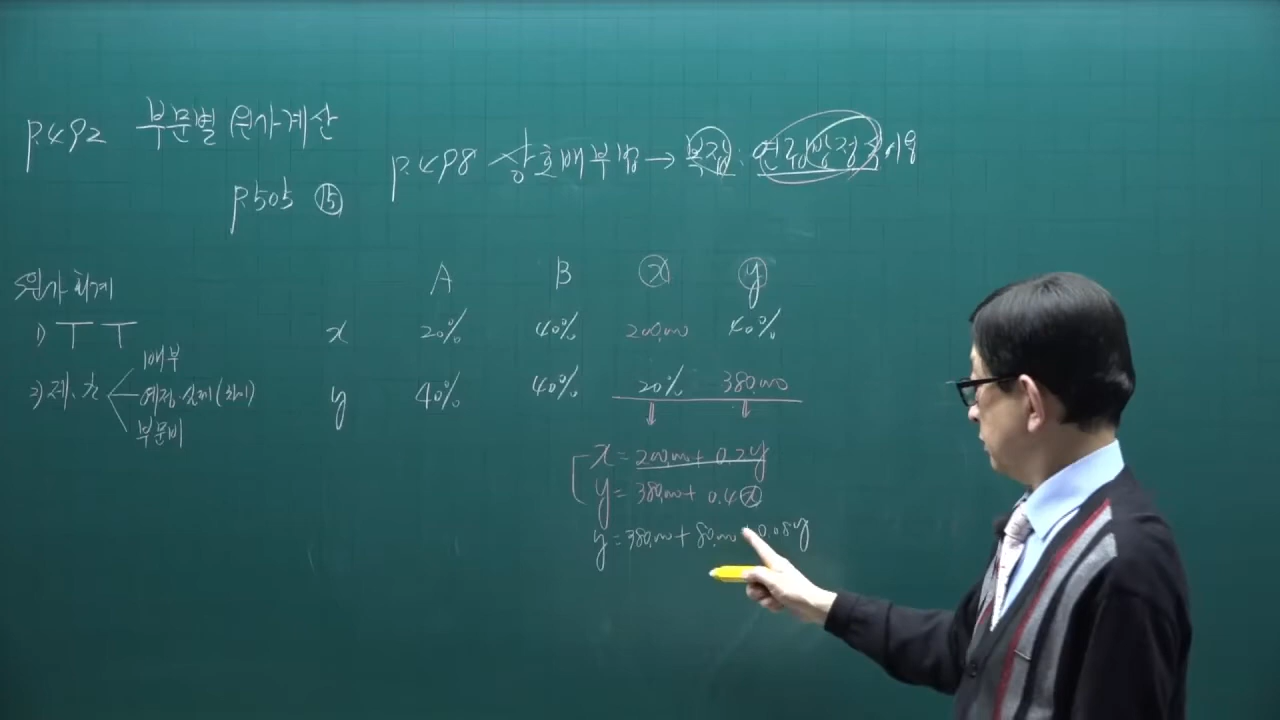 p.492 부문별 원가계산
p.498 상호배부법 → 복잡: 연립방정식 이용
p505 ⑮
원가회계
1) T T
2) 제.간
배부
예정.실제(차이)
부문비
A B x y
x 20% 40% 200,000 40%
y 40% 40% 20% 380,000
x = 200,000 + 0.2y
y = 380,000 + 0.4x
y = 380,000 + 80,000 + 0.08y